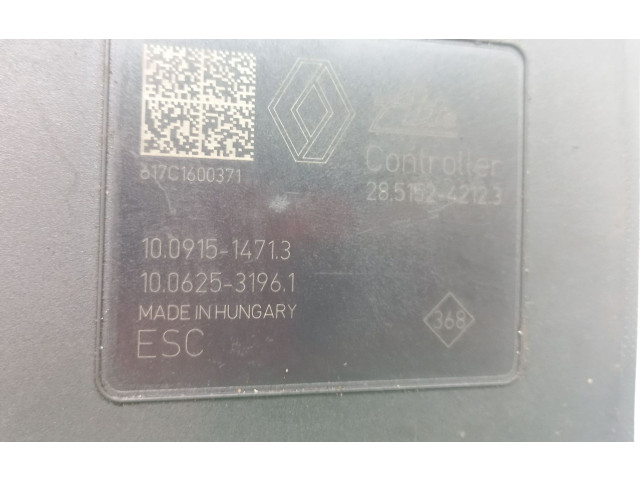 Ate
Controller
28.5152-4212.3
617C1600371
10.0915-1471.3
10.0625-3196.1
MADE IN HUNGARY
ESC
368